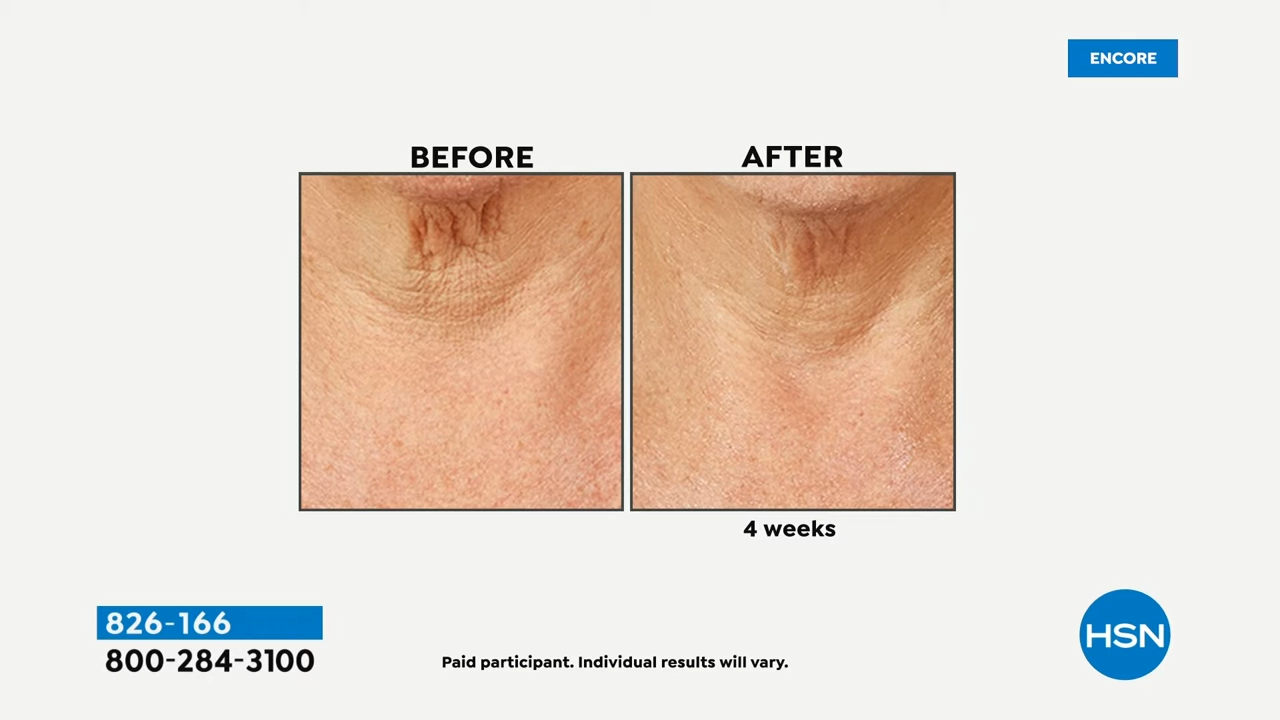 ENCORE
BEFORE
AFTER
4 weeks
826-166
800-284-3100
Paid participant. Individual results will vary.
HSN